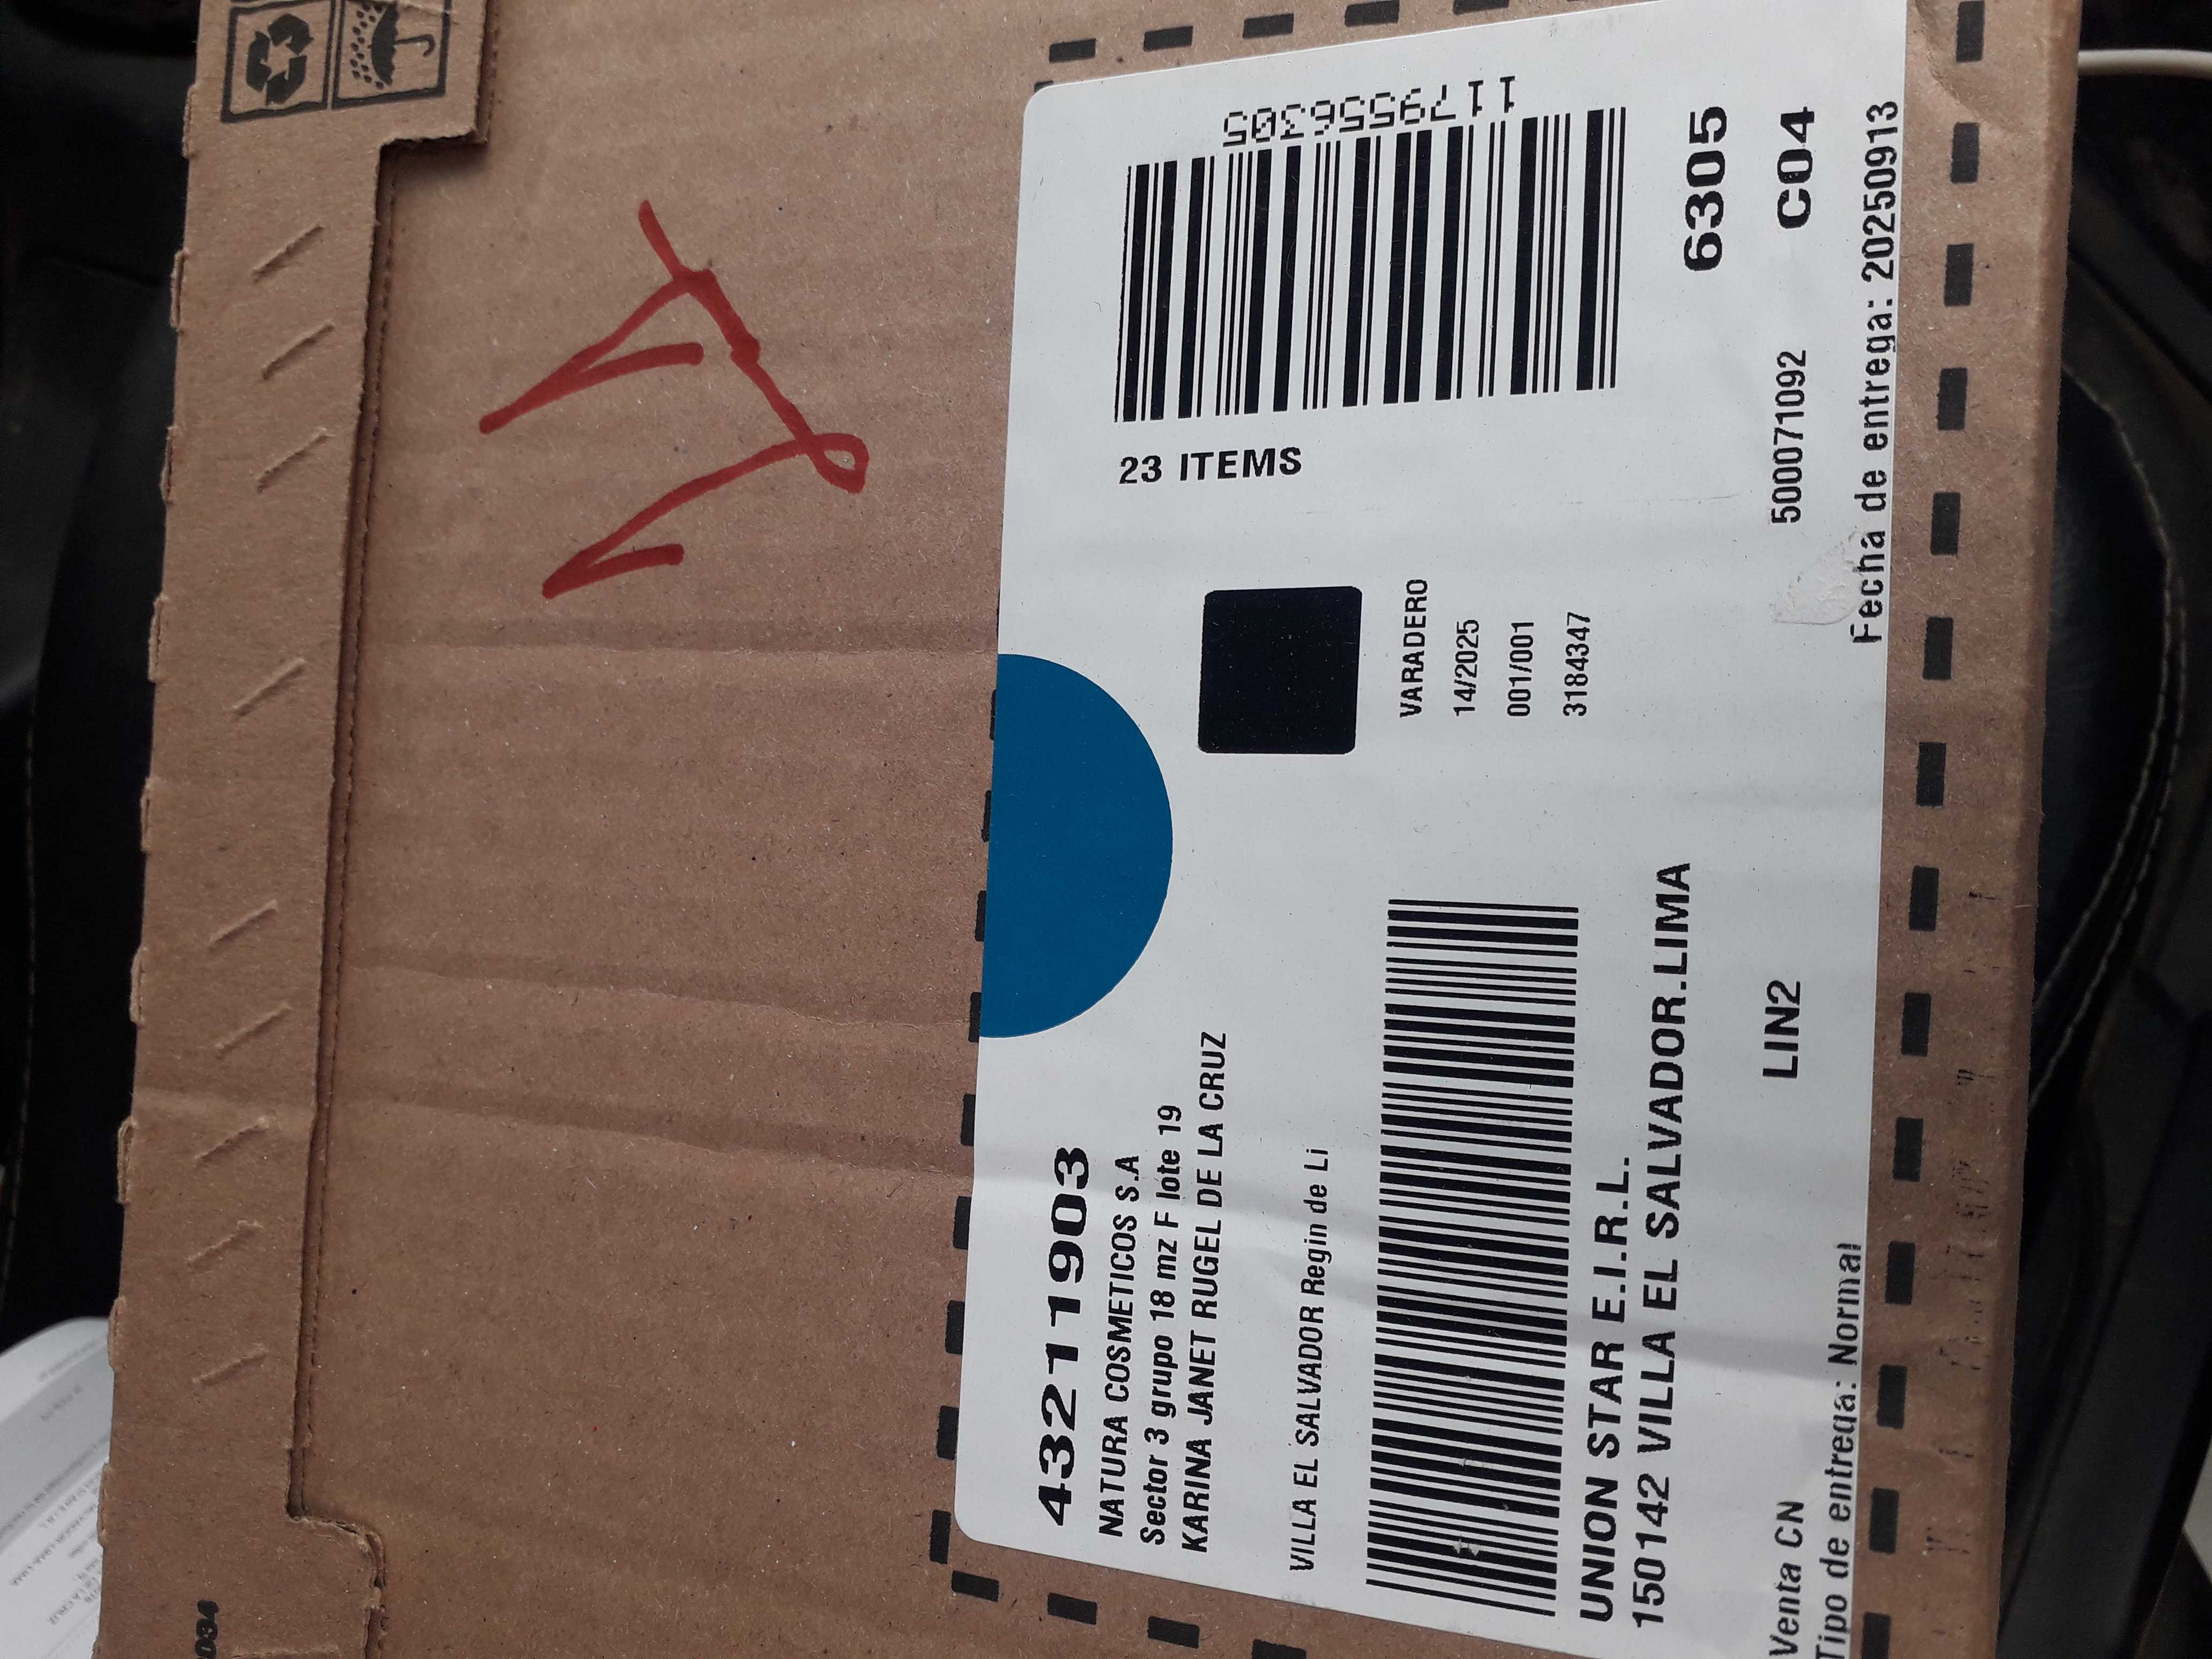 43211903
NATURA COSMETICOS S.A
Sector 3 grupo 18 mz F lote 19
KARINA JANET RUGEL DE LA CRUZ
VILLA EL SALVADOR Regin de Li
UNION STAR E.I.R.L.
150142 VILLA EL SALVADOR.LIMA
LIN2
Venta CN
Tipo de entrega: Normal
VARADERO
14/2025
001/001
3184347
23 ITEMS
1179556305
6305
500071092
C04
Fecha de entrega: 20250913